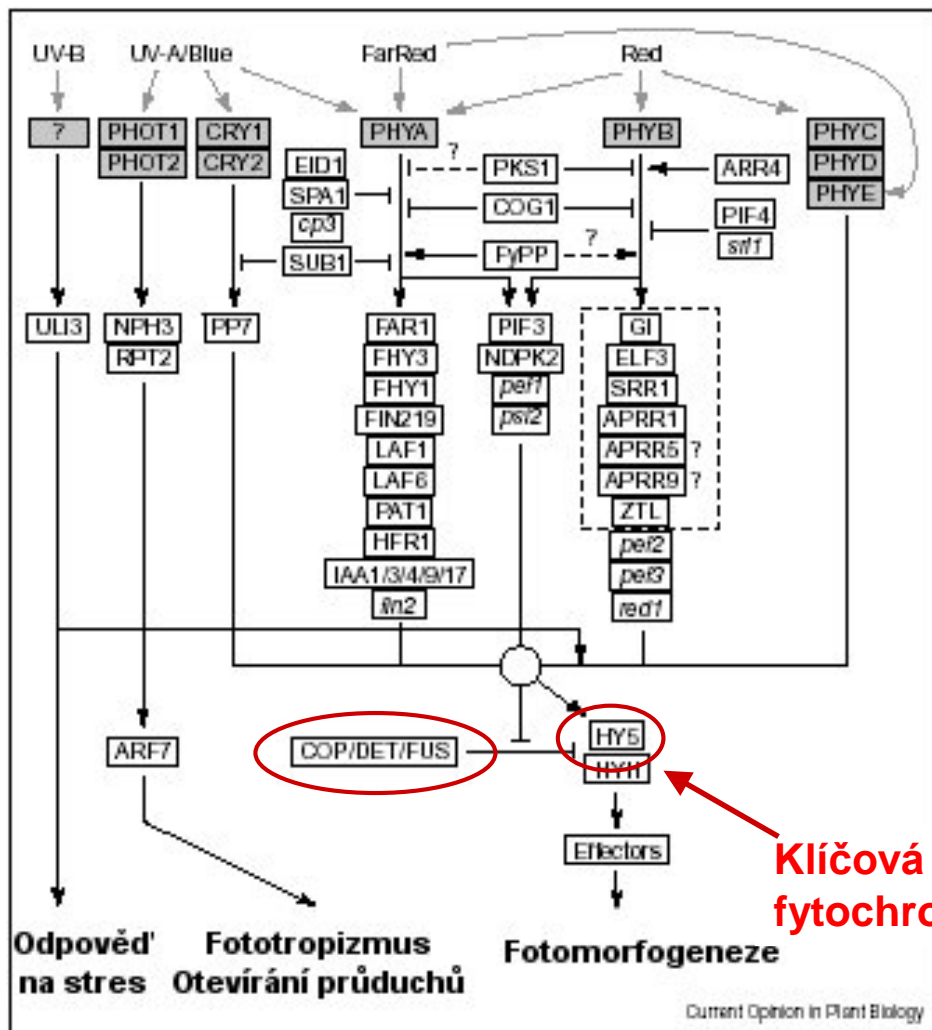 UV-B UV-A/Blue FarRed Red
? PHOT1 CRY1 PHYA PHYB PHYC
PHOT2 CRY2 PHYD
PHYE
EID1
SPA1
cp3
SUB1
? PKS1 ARR4
COG1 PIF4
FyPP ? srl1
ULI3 NPH3 PP7 FAR1 PIF3 GI
RPT2 FHY3 NDPK2 ELF3
FHY1 pef1 SRR1
FIN219 psi2 APRR1
LAF1 APRR5 ?
LAF6 APRR9 ?
PAT1 ZTL
HFR1 pef2
IAA1/3/4/9/17 pef3
fin2 red1
ARF7 COP/DET/FUS HY5
HYH
Effectors
Klíčová
fytochro
Odpověď
na stres
Fototropizmus
Otevírání průduchů
Fotomorfogeneze
Current Opinion in Plant Biology